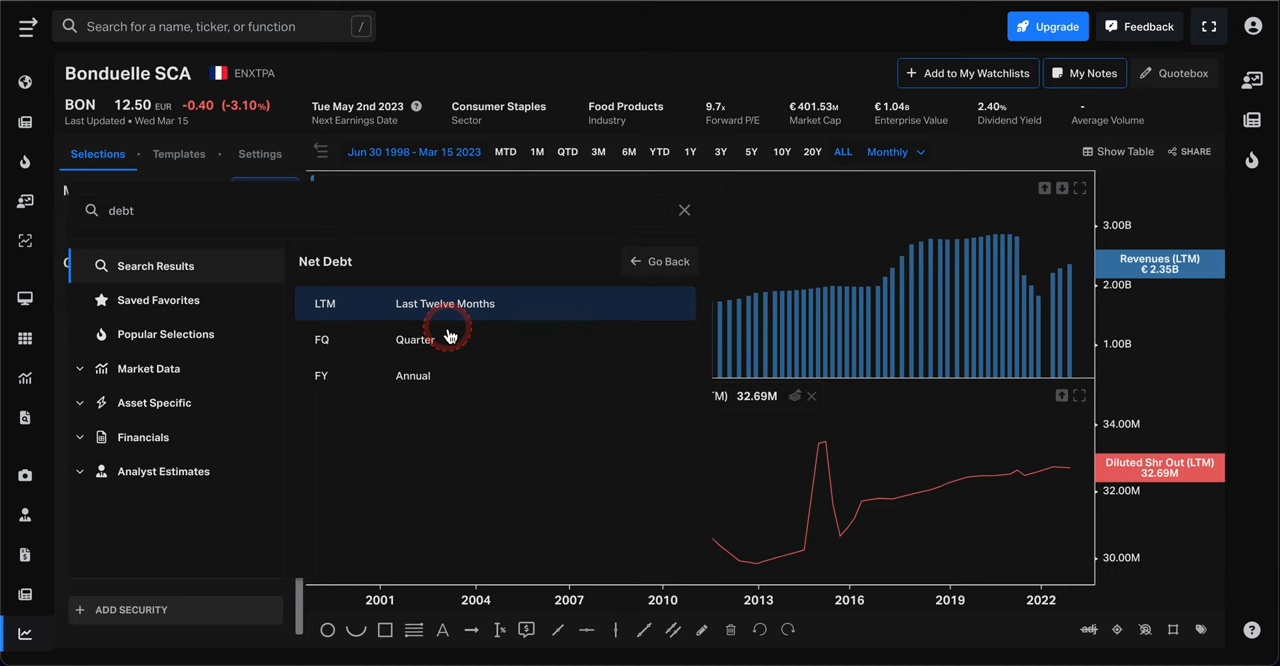 Search for a name, ticker, or function /
Upgrade
Feedback
Bonduelle SCA ENXTPA
Add to My Watchlists
My Notes
Quotebox
BON 12.50 EUR -0.40 (-3.10%)
Last Updated • Wed Mar 15
Tue May 2nd 2023 ?
Next Earnings Date
Consumer Staples
Sector
Food Products
Industry
9.7x
Forward P/E
€ 401.53M
Market Cap
€ 1.04B
Enterprise Value
2.40%
Dividend Yield
-
Average Volume
Selections • Templates • Settings
Jun 30 1998 - Mar 15 2023 MTD 1M QTD 3M 6M YTD 1Y 3Y 5Y 10Y 20Y ALL Monthly
Show Table SHARE
debt
Search Results
Saved Favorites
Popular Selections
Market Data
Asset Specific
Financials
Analyst Estimates
Net Debt
Go Back
LTM Last Twelve Months
FQ Quarter
FY Annual
3.00B
Revenues (LTM)
€ 2.35B
2.00B
1.00B
TM) 32.69M
34.00M
Diluted Shr Out (LTM)
32.69M
32.00M
30.00M
+ ADD SECURITY
2001 2004 2007 2010 2013 2016 2019 2022
A
%
$
adj
?